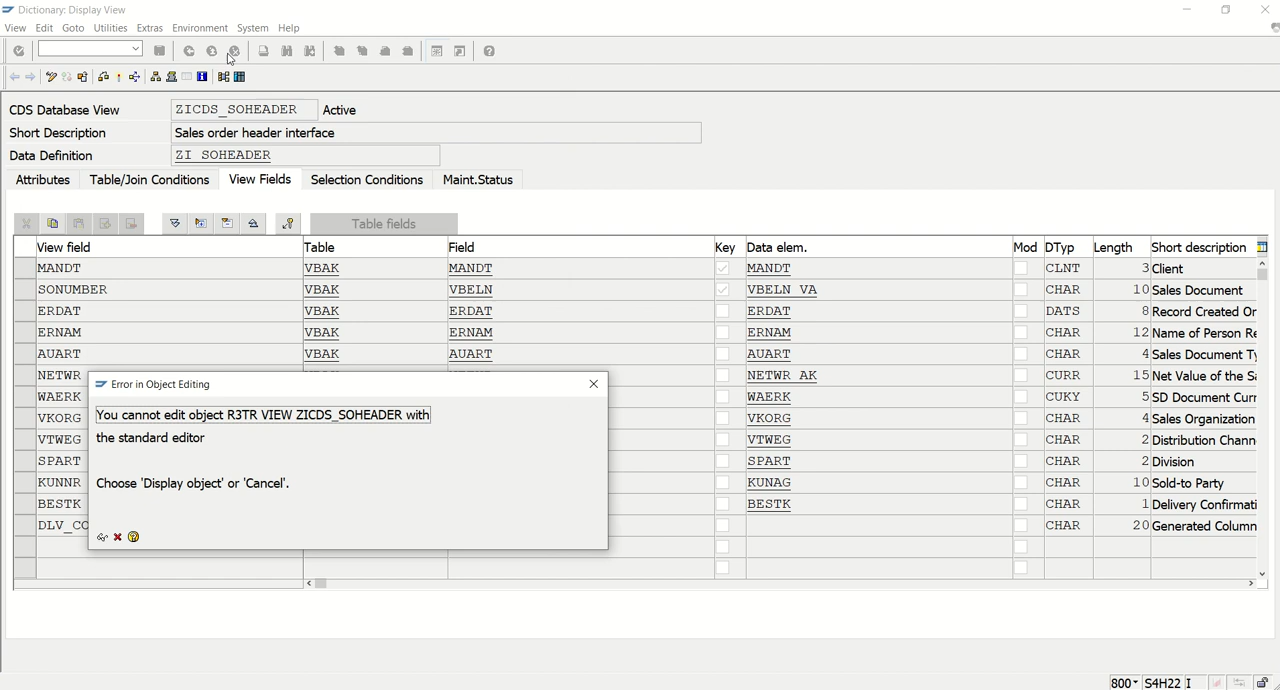 Dictionary: Display View
View Edit Goto Utilities Extras Environment System Help
CDS Database View ZICDS_SOHEADER Active
Short Description Sales order header interface
Data Definition ZI_SOHEADER
Attributes Table/Join Conditions View Fields Selection Conditions Maint.Status
Table fields
View field Table Field Key Data elem. Mod DTyp Length Short description
MANDT VBAK MANDT MANDT CLNT 3 Client
SONUMBER VBAK VBELN VBELN_VA CHAR 10 Sales Document
ERDAT VBAK ERDAT ERDAT DATS 8 Record Created Or
ERNAM VBAK ERNAM ERNAM CHAR 12 Name of Person Re
AUART VBAK AUART AUART CHAR 4 Sales Document Ty
NETWR NETWR_AK CURR 15 Net Value of the Sa
WAERK WAERK CUKY 5 SD Document Curr
VKORG VKORG CHAR 4 Sales Organization
VTWEG VTWEG CHAR 2 Distribution Chann
SPART SPART CHAR 2 Division
KUNNR KUNAG CHAR 10 Sold-to Party
BESTK BESTK CHAR 1 Delivery Confirmati
DLV_CO CHAR 20 Generated Column
Error in Object Editing
You cannot edit object R3TR VIEW ZICDS_SOHEADER with
the standard editor
Choose 'Display object' or 'Cancel'.
800 S4H22 I